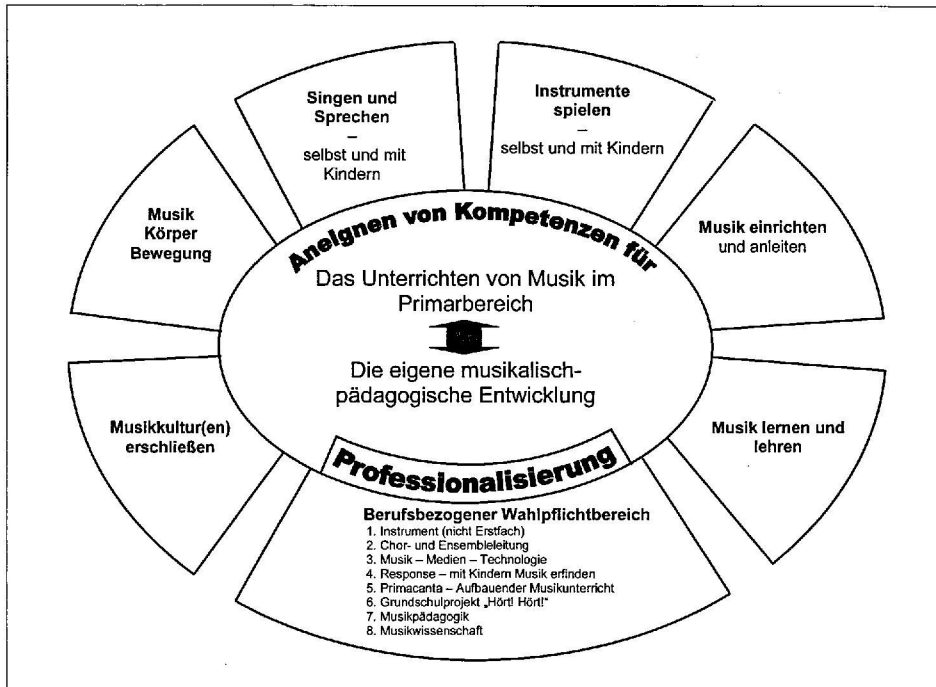 Singen und
Sprechen
–
selbst und mit
Kindern
Instrumente
spielen
–
selbst und mit Kindern
Musik
Körper
Bewegung
Musik einrichten
und anleiten
Aneignen von Kompetenzen für
Das Unterrichten von Musik im
Primarbereich
Die eigene musikalisch-
pädagogische Entwicklung
Musikkultur(en)
erschließen
Musik lernen und
lehren
Professionalisierung
Berufsbezogener Wahlpflichtbereich
1. Instrument (nicht Erstfach)
2. Chor- und Ensembleleitung
3. Musik – Medien – Technologie
4. Response – mit Kindern Musik erfinden
5. Primacanta – Aufbauender Musikunterricht
6. Grundschulprojekt „Hört! Hört!“
7. Musikpädagogik
8. Musikwissenschaft